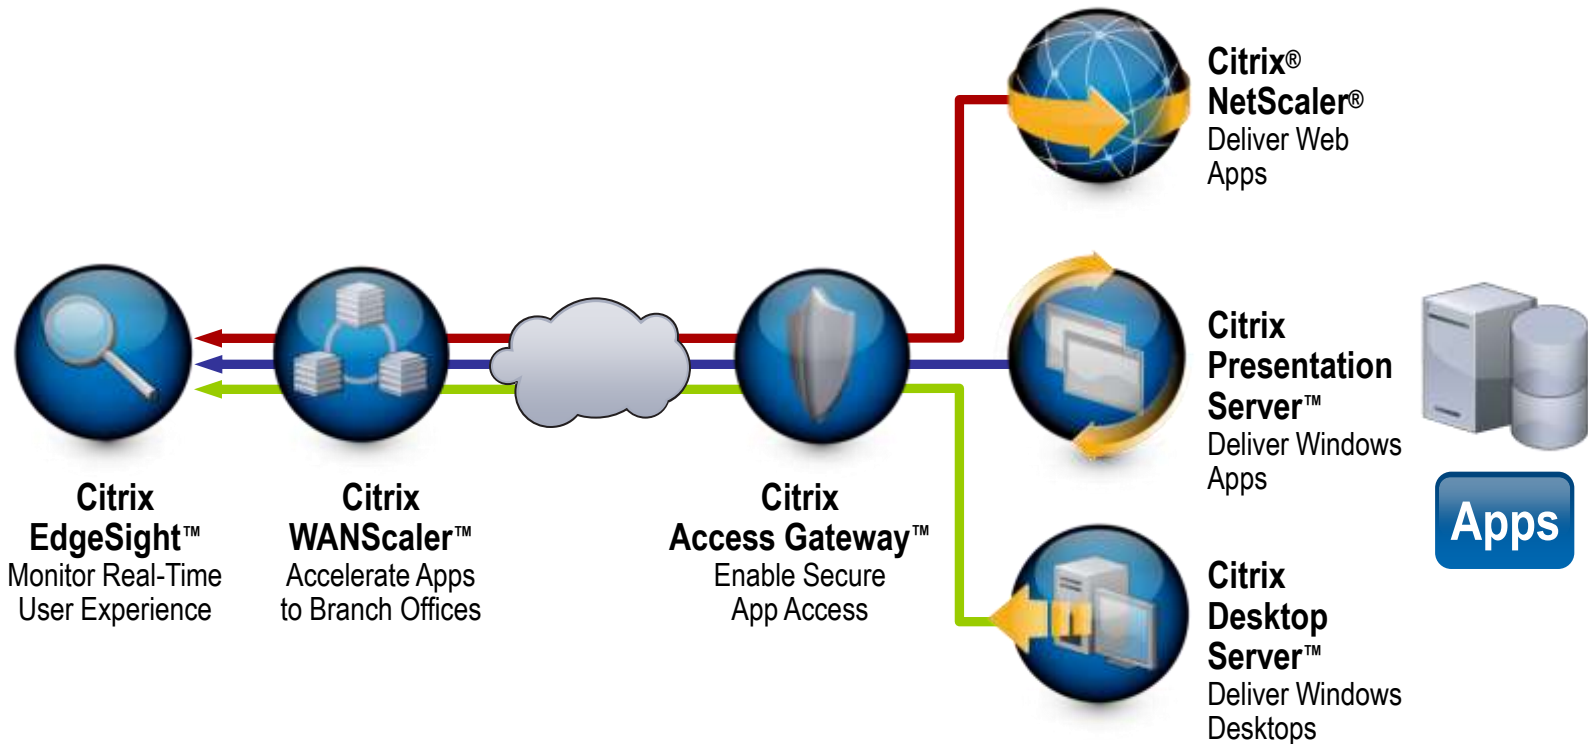 Citrix®
NetScaler®
Deliver Web
Apps
Citrix
EdgeSight™
Monitor Real-Time
User Experience
Citrix
WANScaler™
Accelerate Apps
to Branch Offices
Citrix
Access Gateway™
Enable Secure
App Access
Citrix
Presentation
Server™
Deliver Windows
Apps
Apps
Citrix
Desktop
Server™
Deliver Windows
Desktops